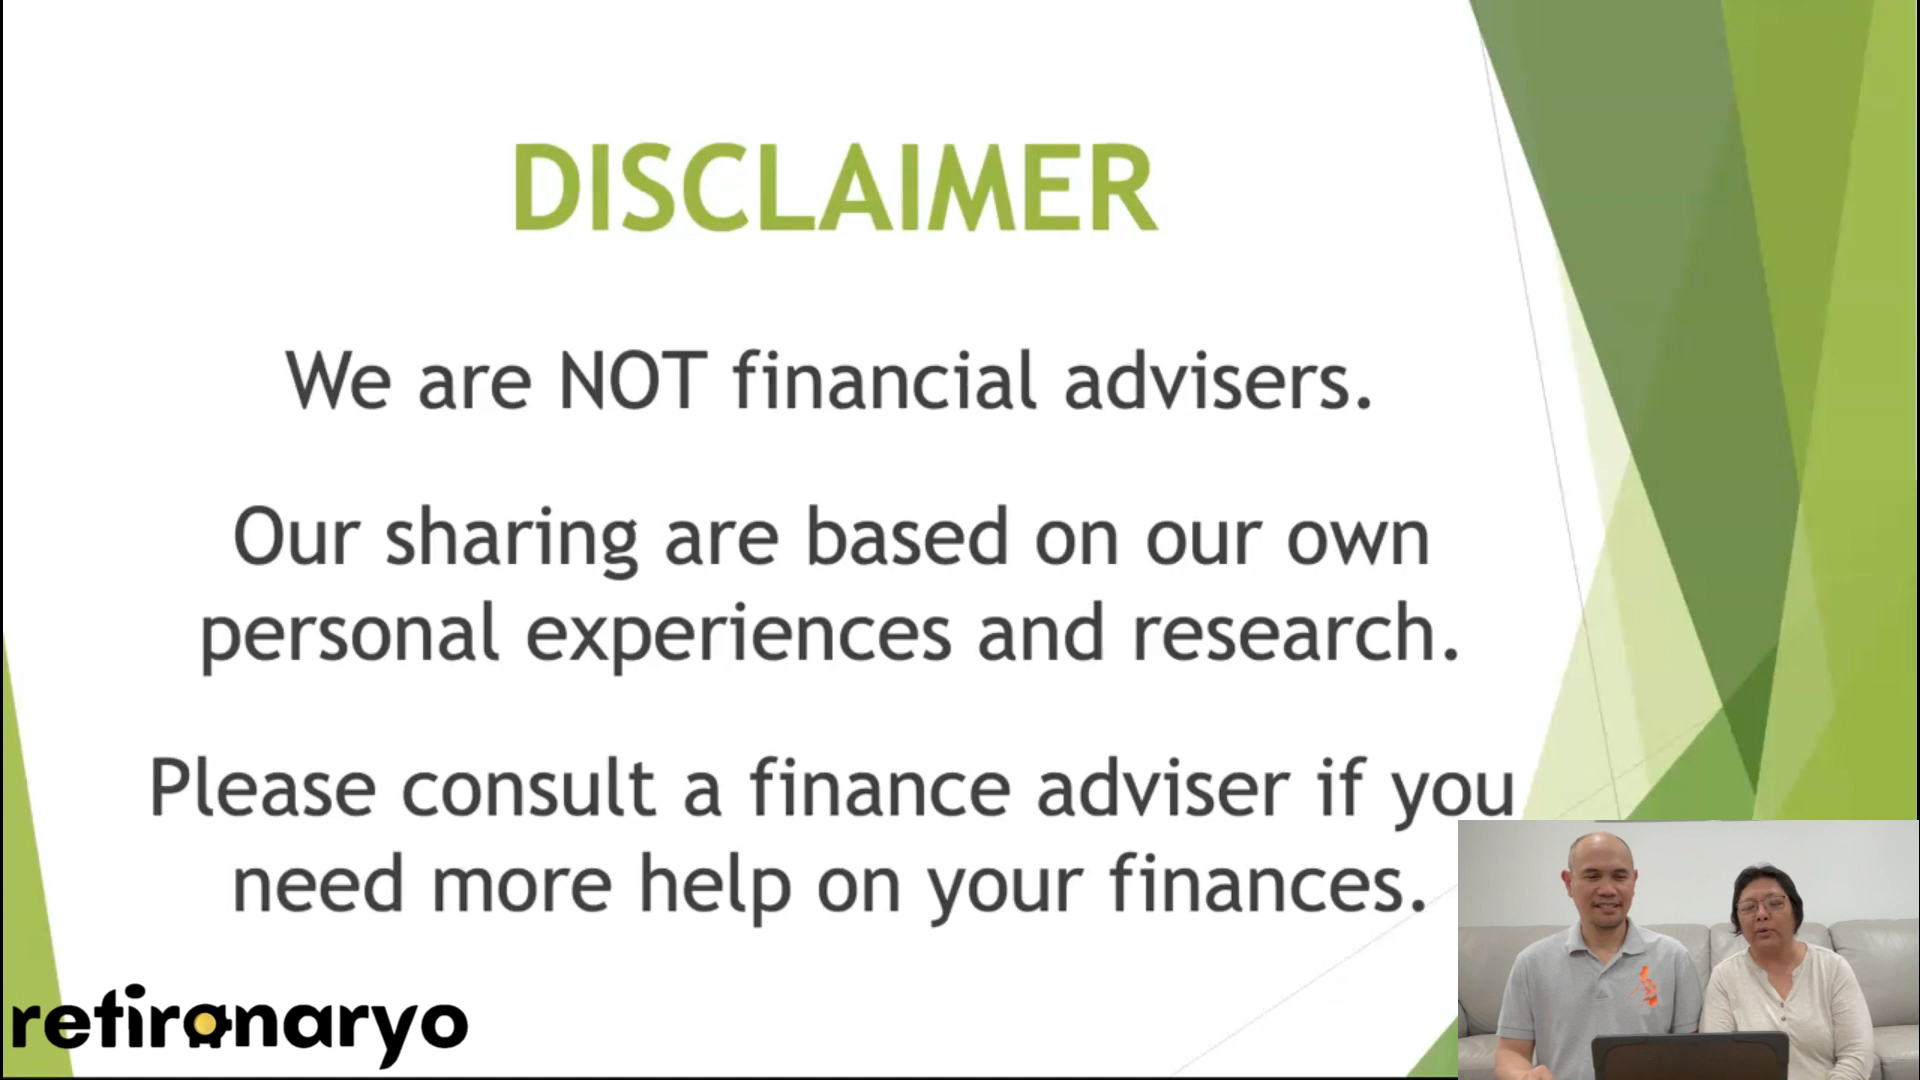 DISCLAIMER
We are NOT financial advisers.
Our sharing are based on our own
personal experiences and research.
Please consult a finance adviser if you
need more help on your finances.
retiranaryo